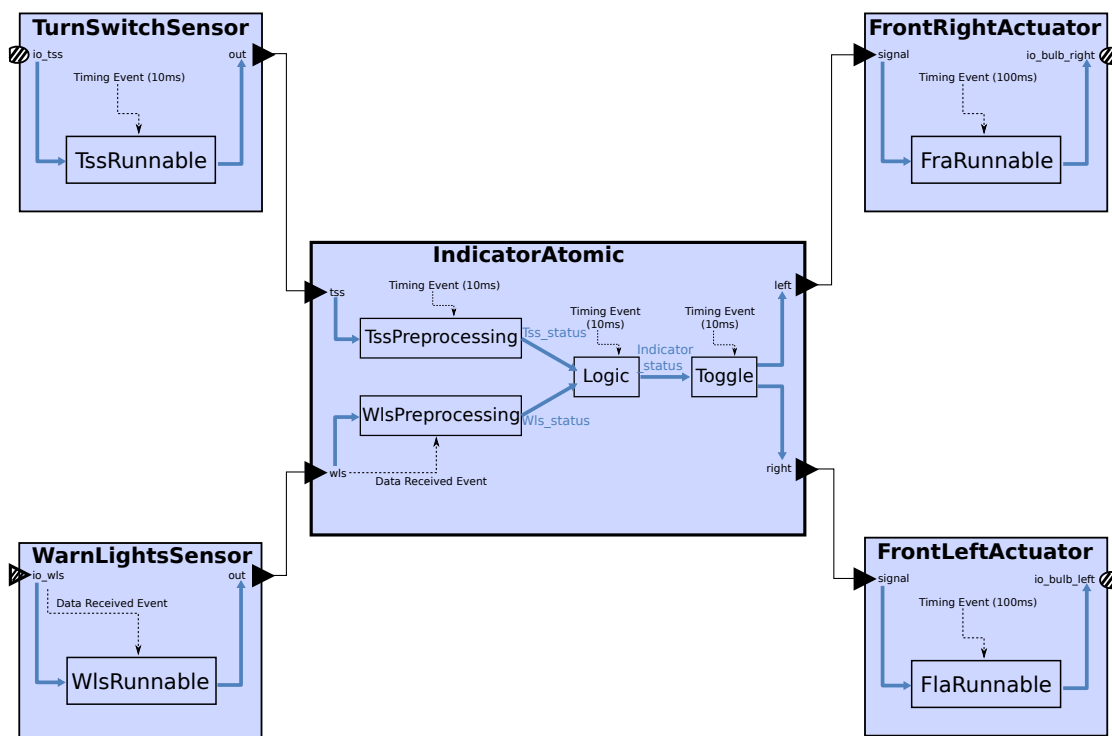 TurnSwitchSensor
io_tss
out
Timing Event (10ms)
TssRunnable
FrontRightActuator
signal
io_bulb_right
Timing Event (100ms)
FraRunnable
IndicatorAtomic
tss
left
Timing Event (10ms)
TssPreprocessing
Tss_status
Timing Event
(10ms)
Logic
Indicator
_status
Timing Event
(10ms)
Toggle
WlsPreprocessing
Wls_status
wls
Data Received Event
right
WarnLightsSensor
io_wls
out
Data Received Event
WlsRunnable
FrontLeftActuator
signal
io_bulb_left
Timing Event (100ms)
FlaRunnable